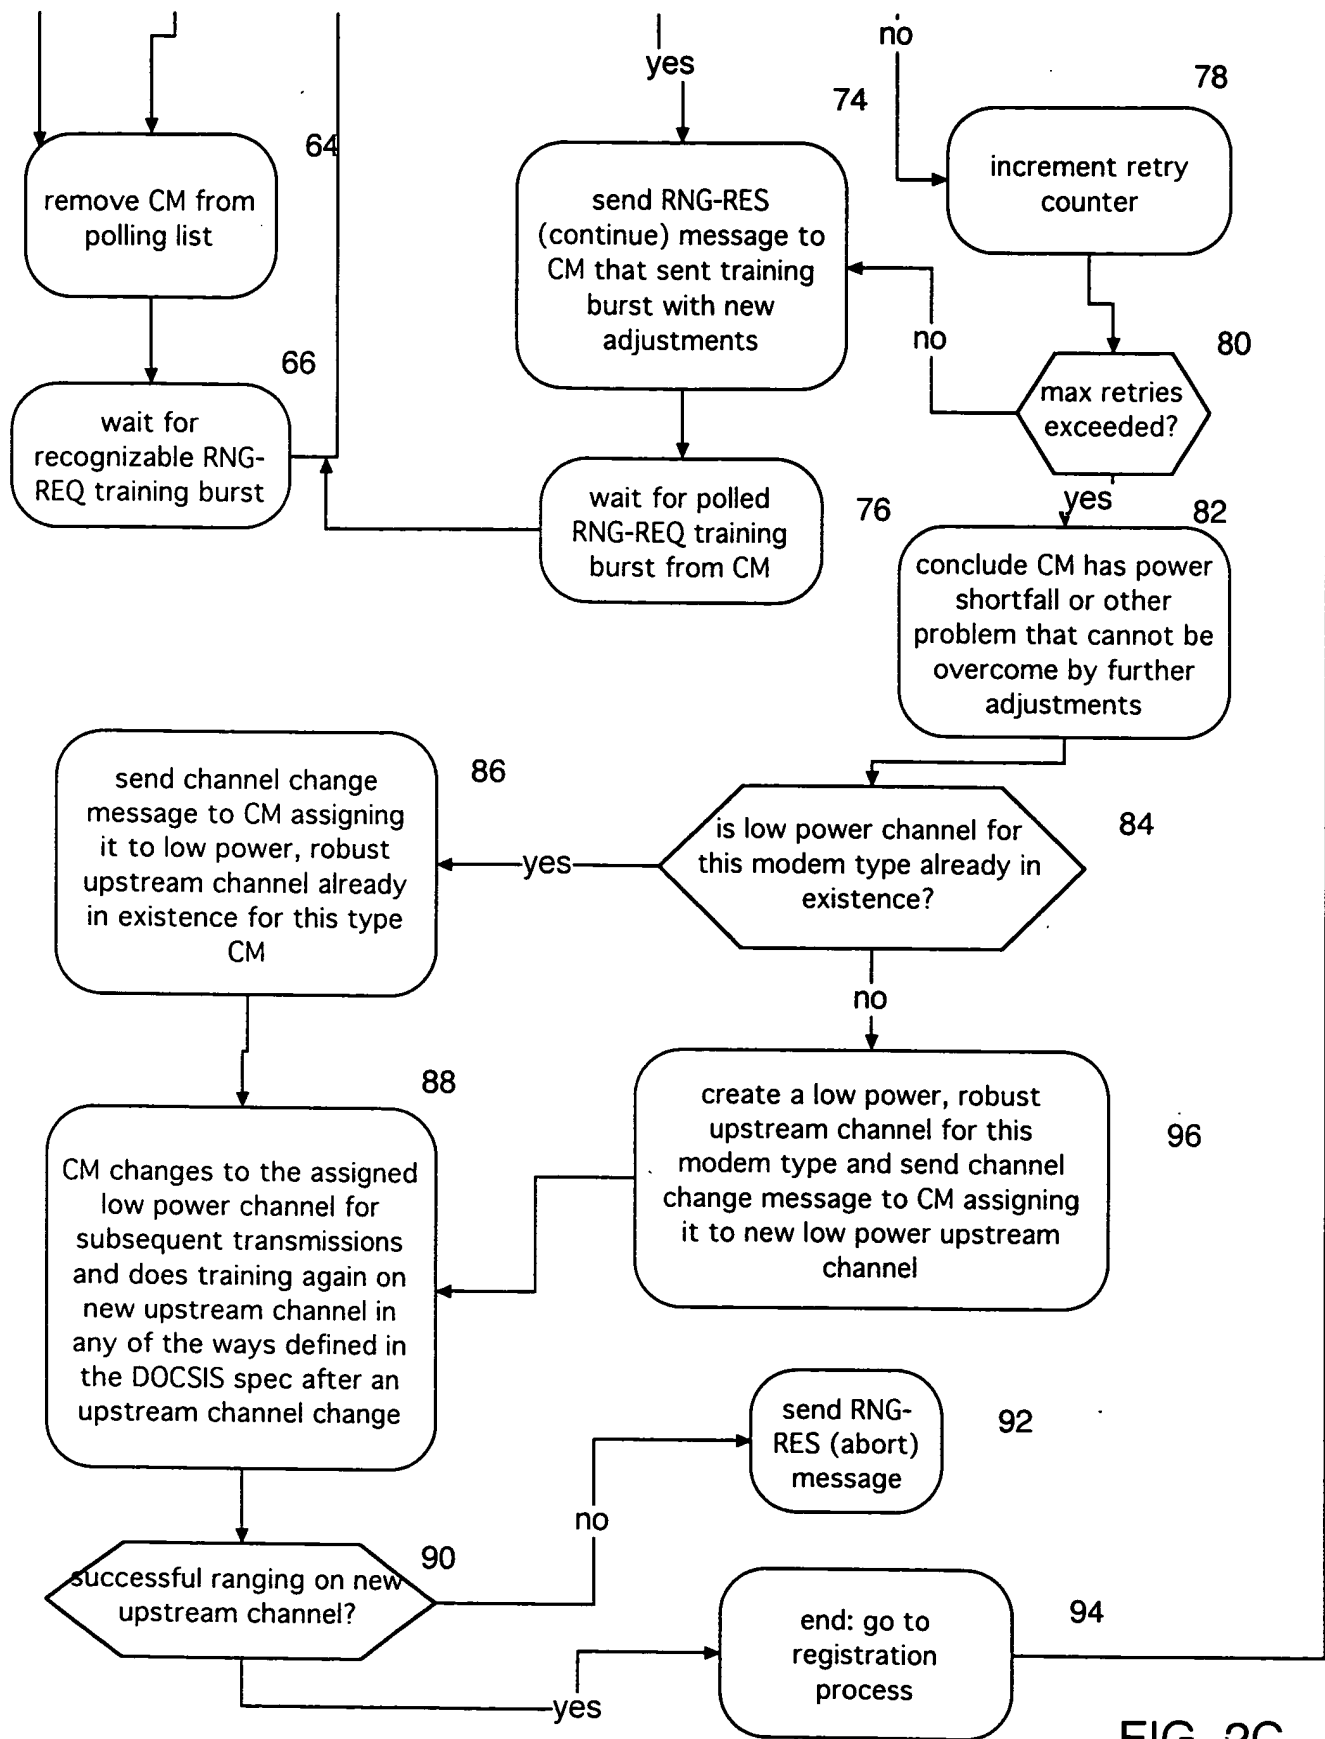 no
yes
78
74
64
increment retry
counter
remove CM from
polling list
send RNG-RES
(continue) message to
CM that sent training
burst with new
adjustments
no
80
66
max retries
exceeded?
wait for
recognizable RNG-
REQ training burst
yes
wait for polled
RNG-REQ training
burst from CM
76
82
conclude CM has power
shortfall or other
problem that cannot be
overcome by further
adjustments
86
send channel change
message to CM assigning
it to low power, robust
upstream channel already
in existence for this type
CM
yes
is low power channel for
this modem type already in
existence?
84
no
88
create a low power, robust
upstream channel for this
modem type and send channel
change message to CM assigning
it to new low power upstream
channel
96
CM changes to the assigned
low power channel for
subsequent transmissions
and does training again on
new upstream channel in
any of the ways defined in
the DOCSIS spec after an
upstream channel change
send RNG-
RES (abort)
message
92
no
90
successful ranging on new
upstream channel?
end: go to
registration
process
94
yes
FIG. 2C